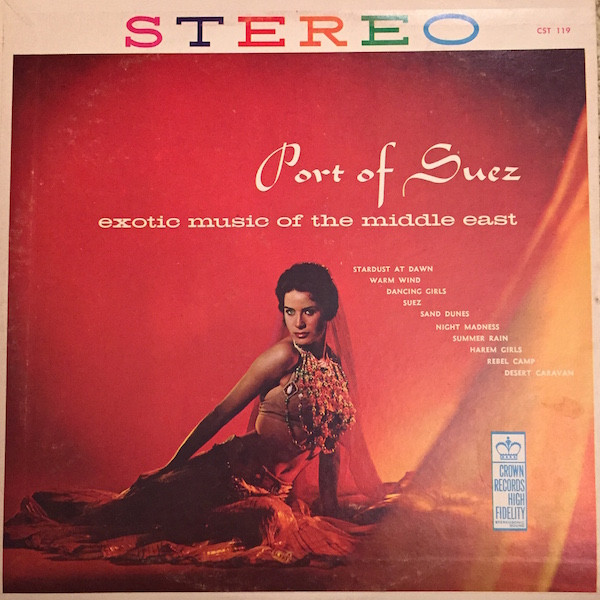 STEREO
CST 119
Port of Suez
exotic music of the middle east
STARDUST AT DAWN
WARM WIND
DANCING GIRLS
SUEZ
SAND DUNES
NIGHT MADNESS
SUMMER RAIN
HAREM GIRLS
REBEL CAMP
DESERT CARAVAN
CROWN
RECORDS
HIGH
FIDELITY